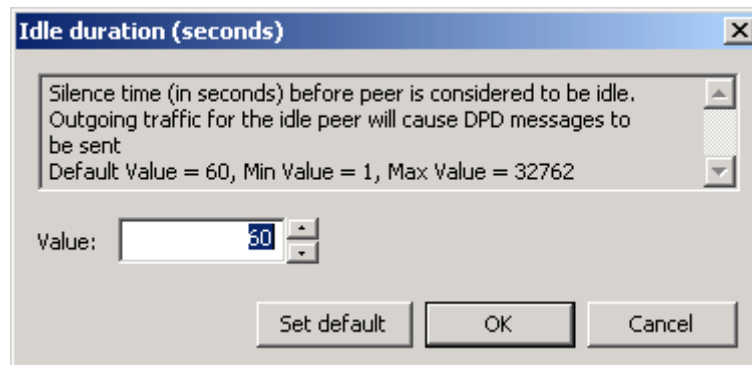 Idle duration (seconds)
Silence time (in seconds) before peer is considered to be idle.
Outgoing traffic for the idle peer will cause DPD messages to
be sent
Default Value = 60, Min Value = 1, Max Value = 32762
Value: 60
Set default OK Cancel